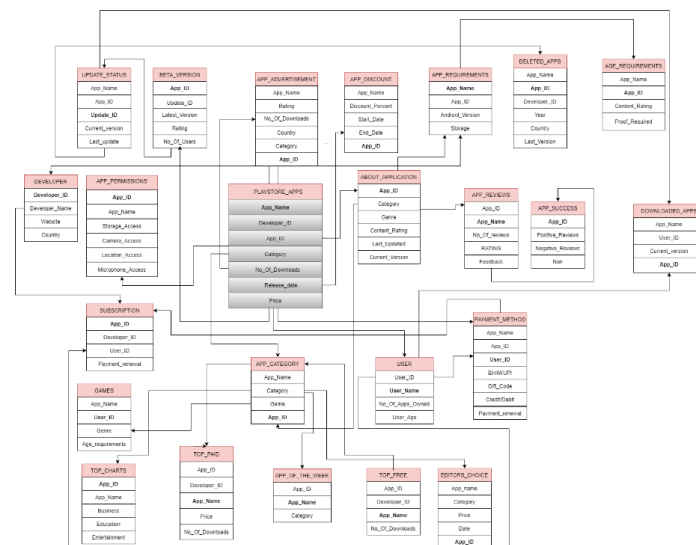 UPDATE_STATUS
App_Name
App_ID
Update_ID
Current_version
Last_update
BETA_VERSION
App_ID
Update_ID
Latest_Version
Rating
No_Of_Users
APP_ADVERTISEMENT
App_Name
Rating
No_Of_Downloads
Country
Category
App_ID
APP_DISCOUNT
App_Name
Discount_Percent
Start_Date
End_Date
App_ID
APP_REQUIREMENTS
App_Name
App_ID
Android_Version
Storage
DELETED_APPS
App_Name
App_ID
Developer_ID
Year
Country
Last_Version
AGE_REQUIREMENTS
App_Name
App_ID
Content_Rating
Proof_Required
DEVELOPER
Developer_ID
Developer_Name
Website
Country
APP_PERMISSIONS
App_ID
App_Name
Storage_Access
Camera_Access
Location_Access
Microphone_Access
PLAYSTORE_APPS
App_Name
Developer_ID
App_ID
Category
No_Of_Downloads
Release_date
Price
ABOUT_APPLICATION
App_ID
Category
Genre
Content_Rating
Last_Updated
Current_Version
APP_REVIEWS
App_ID
App_Name
No_Of_reviews
RATING
Feedback
APP_SUCCESS
App_ID
Positive_Reviews
Negative_Reviews
Nan
DOWNLOADED_APPS
App_Name
User_ID
Current_version
App_ID
SUBSCRIPTION
App_ID
Developer_ID
User_ID
Payment_renewal
PAYMENT_METHOD
App_Name
App_ID
User_ID
BHIM/UPI
Gift_Code
Credit/Debit
Payment_renewal
APP_CATEGORY
App_Name
Category
Genre
App_ID
USER
User_ID
User_Name
No_Of_Apps_Owned
User_Age
GAMES
App_Name
User_ID
Genre
Age_requirements
TOP_CHARTS
App_ID
App_Name
Business
Education
Entertainment
TOP_PAID
App_ID
Developer_ID
App_Name
Price
No_Of_Downloads
APP_OF_THE_WEEK
App_ID
App_Name
Category
TOP_FREE
App_ID
Developer_ID
App_Name
No_Of_Downloads
EDITORS_CHOICE
App_name
Category
Price
Date
App_ID